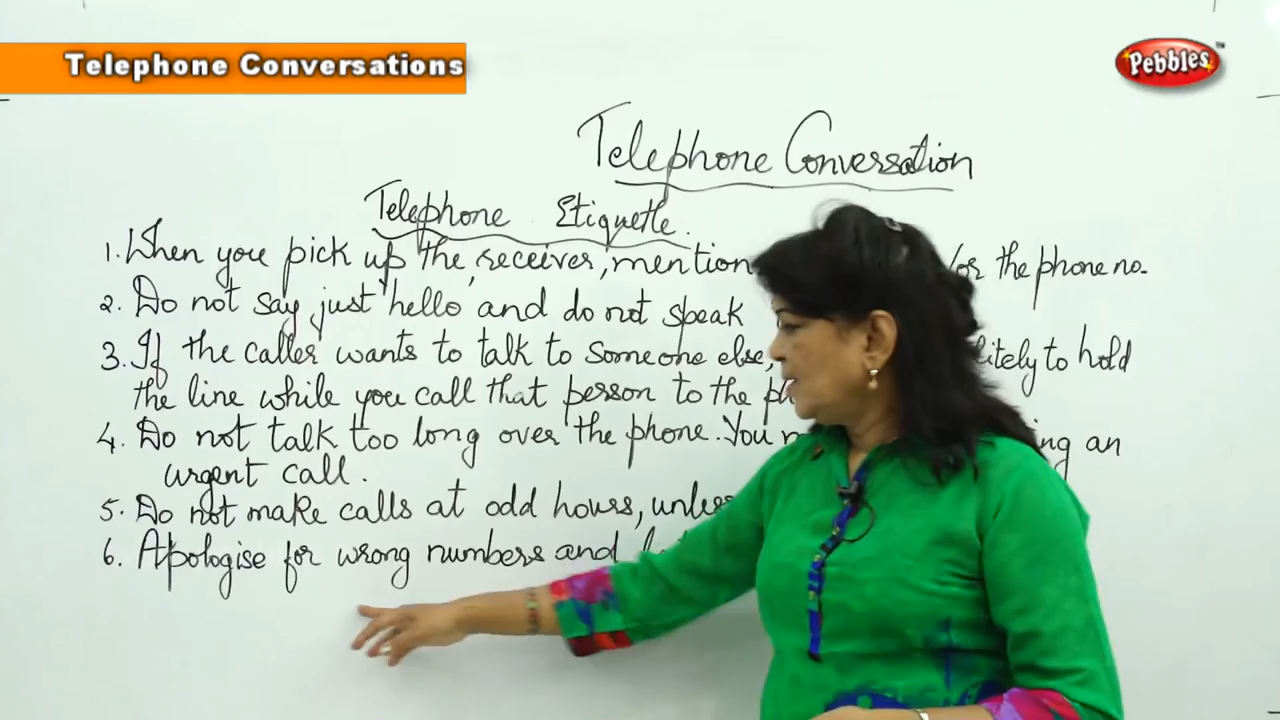 Telephone Conversations
Pebbles™
Telephone Conversation
Telephone Etiquette.
1. When you pick up the receiver, mention the phone no.
2. Do not say just 'hello' and do not speak
3. If the caller wants to talk to someone else, to hold
the line while you call that person to the
4. Do not talk too long over the phone. You an
urgent call.
5. Do not make calls at odd hours,
6. Apologise for wrong numbers and